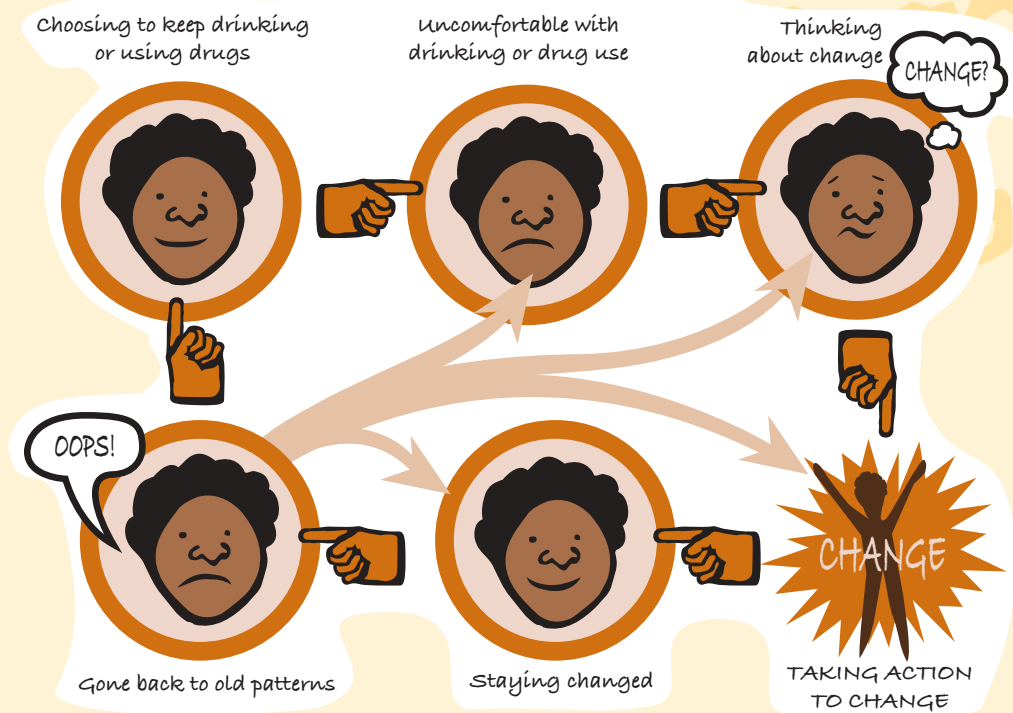 Choosing to keep drinking
or using drugs
Uncomfortable with
drinking or drug use
Thinking
about change
CHANGE?
OOPS!
Gone back to old patterns
Staying changed
CHANGE
TAKING ACTION
TO CHANGE